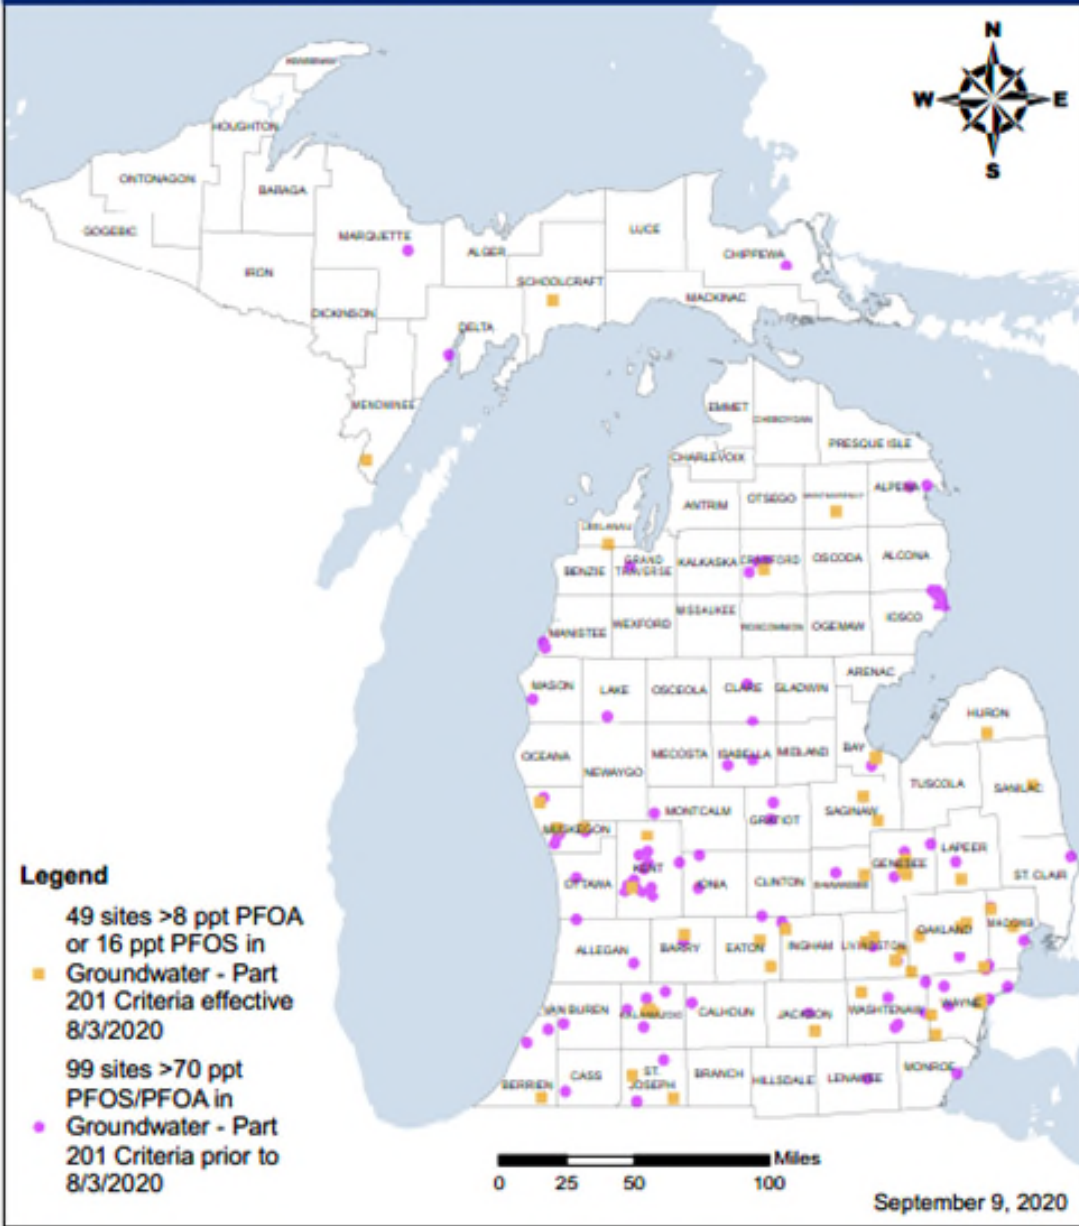 N
W
E
S
KEWEENAW
HOUGHTON
ONTONAGON
BARAGA
GOGEBIC
MARQUETTE
LUCE
ALGER
CHIPPEWA
IRON
SCHOOLCRAFT
MACKINAC
DICKINSON
DELTA
MENOMINEE
EMMET
CHEBOYGAN
PRESQUE ISLE
CHARLEVOIX
ANTRIM
OTSEGO
MONTMORENCY
ALPENA
LEELANAU
BENZIE
GRAND
TRAVERSE
KALKASKA
CRAWFORD
OSCODA
ALCONA
MANISTEE
WEXFORD
MISSAUKEE
ROSCOMMON
OGEMAW
IOSCO
ARENAC
MASON
LAKE
OSCEOLA
CLARE
GLADWIN
HURON
OCEANA
NEWAYGO
MECOSTA
ISABELLA
MIDLAND
BAY
TUSCOLA
SANILAC
MUSKEGON
MONTCALM
GRATIOT
SAGINAW
OTTAWA
KENT
IONIA
CLINTON
SHIAWASSEE
GENESEE
LAPEER
ST. CLAIR
ALLEGAN
BARRY
EATON
INGHAM
LIVINGSTON
OAKLAND
MACOMB
VAN BUREN
KALAMAZOO
CALHOUN
JACKSON
WASHTENAW
WAYNE
BERRIEN
CASS
ST.
JOSEPH
BRANCH
HILLSDALE
LENAWEE
MONROE
Legend
49 sites >8 ppt PFOA
or 16 ppt PFOS in
Groundwater - Part
201 Criteria effective
8/3/2020
99 sites >70 ppt
PFOS/PFOA in
Groundwater - Part
201 Criteria prior to
8/3/2020
Miles
0 25 50 100
September 9, 2020